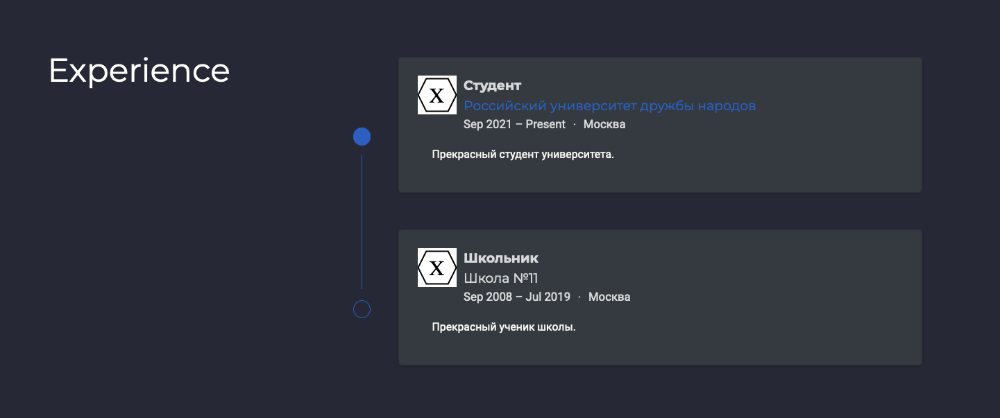 Experience
X
Студент
Российский университет дружбы народов
Sep 2021 – Present · Москва
Прекрасный студент университета.
X
Школьник
Школа №11
Sep 2008 – Jul 2019 · Москва
Прекрасный ученик школы.